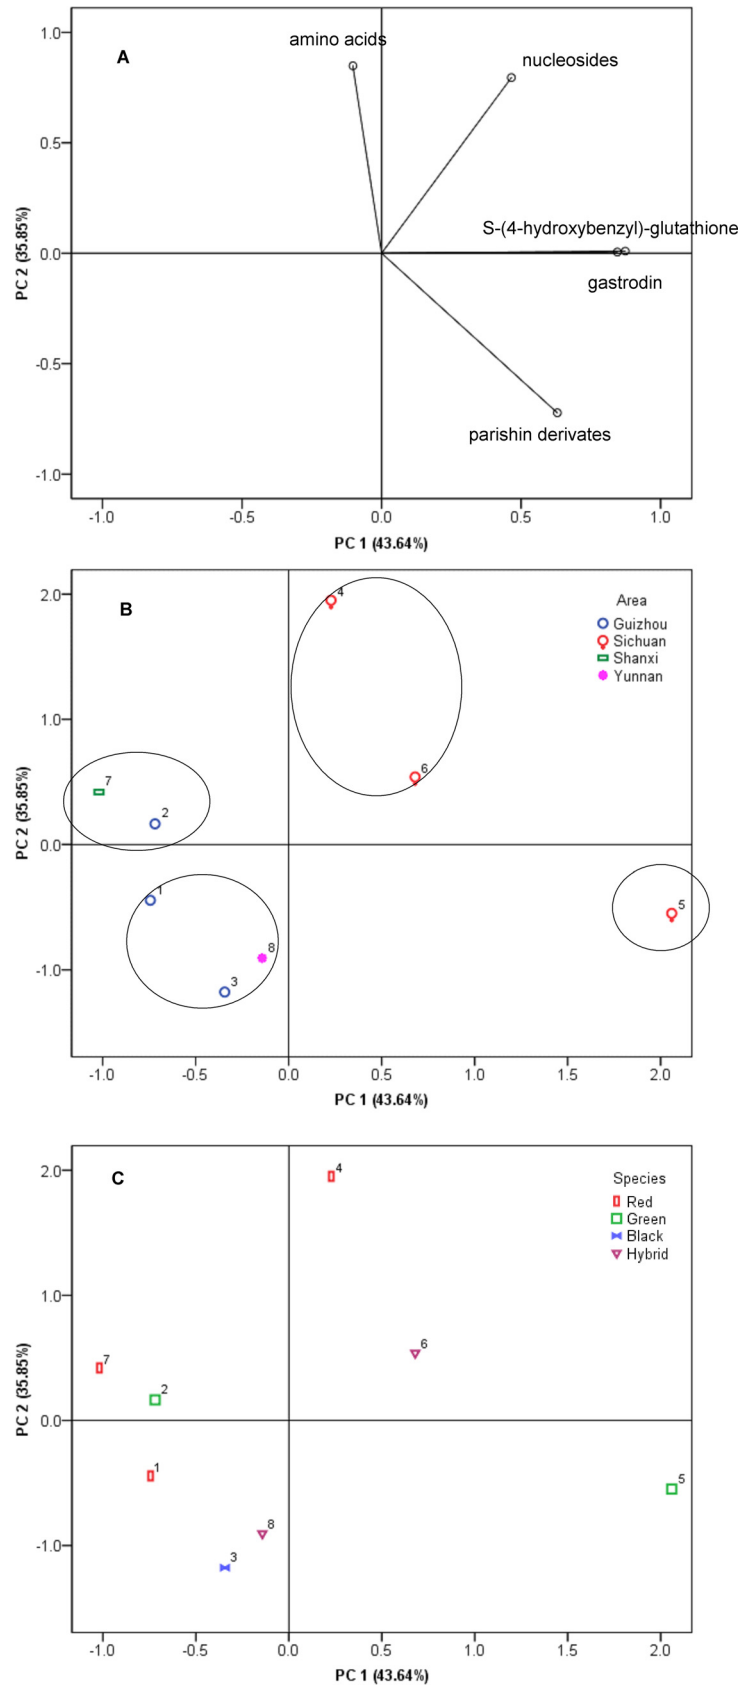 1.0
amino acids
A
nucleosides
0.5
S-(4-hydroxybenzyl)-glutathione
PC 2 (35.85%)
0.0
gastrodin
-0.5
parishin derivates
-1.0
-1.0 -0.5 0.0 0.5 1.0
PC 1 (43.64%)
B
2.0
4
Area
Guizhou
Sichuan
Shanxi
Yunnan
1.0
6
7
2
PC 2 (35.85%)
0.0
1
5
8
-1.0
3
-1.0 -0.5 0.0 0.5 1.0 1.5 2.0
PC 1 (43.64%)
C
2.0
4
Species
Red
Green
Black
Hybrid
1.0
6
7
2
PC 2 (35.85%)
0.0
1
5
8
-1.0
3
-1.0 -0.5 0.0 0.5 1.0 1.5 2.0
PC 1 (43.64%)